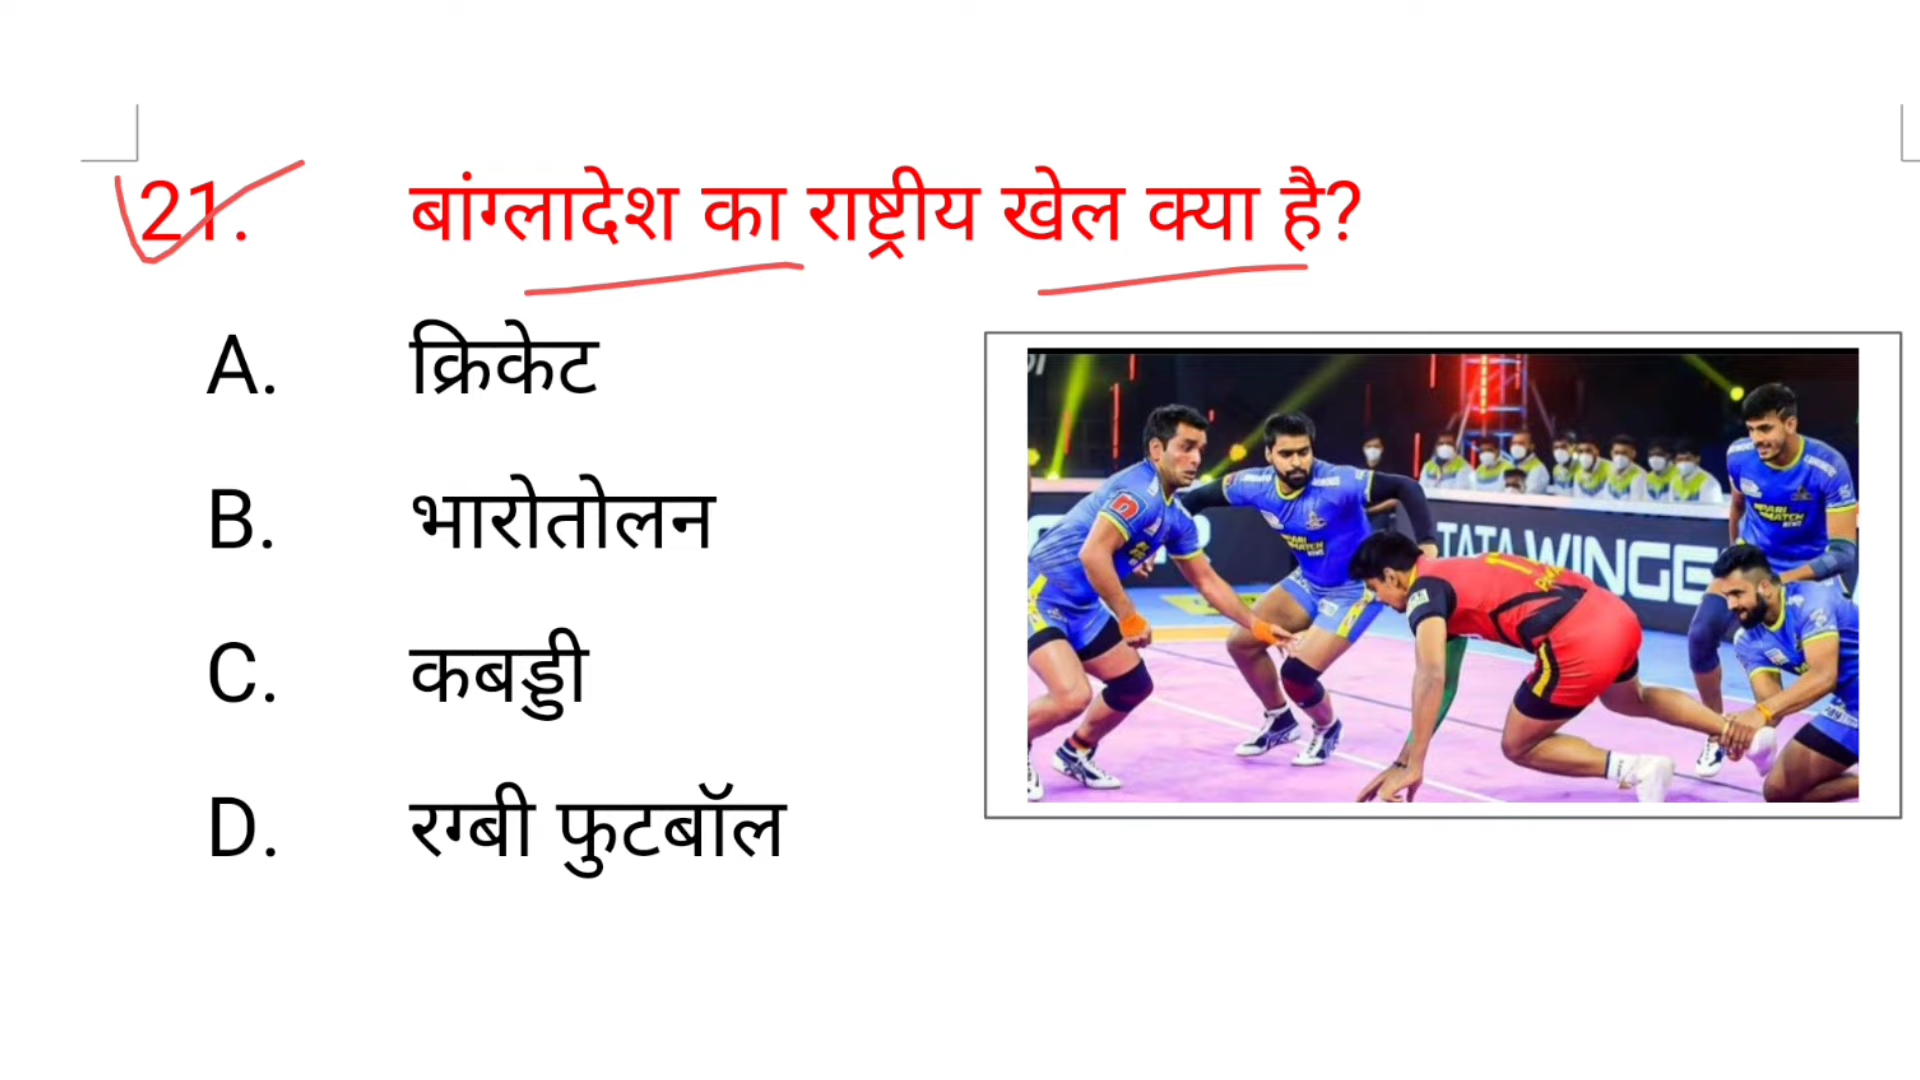 21. बांग्लादेश का राष्ट्रीय खेल क्या है?
A. क्रिकेट
B. भारोतोलन
C. कबड्डी
D. रग्बी फुटबॉल
TATA WINGE